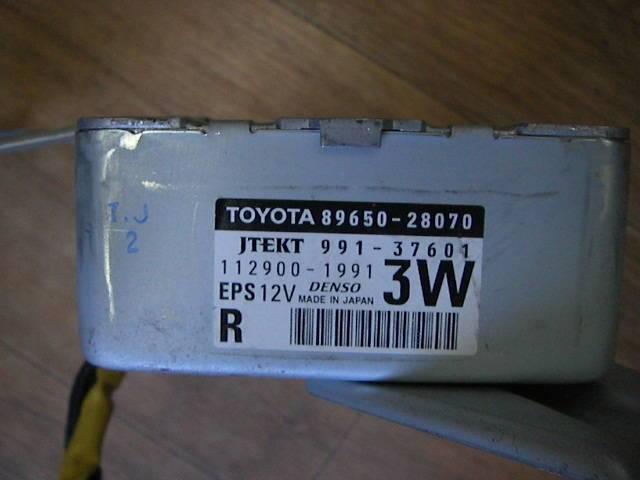 T.J
2
TOYOTA 89650-28070
JTEKT 991-37601
112900-1991 3W
EPS 12V DENSO
MADE IN JAPAN
R